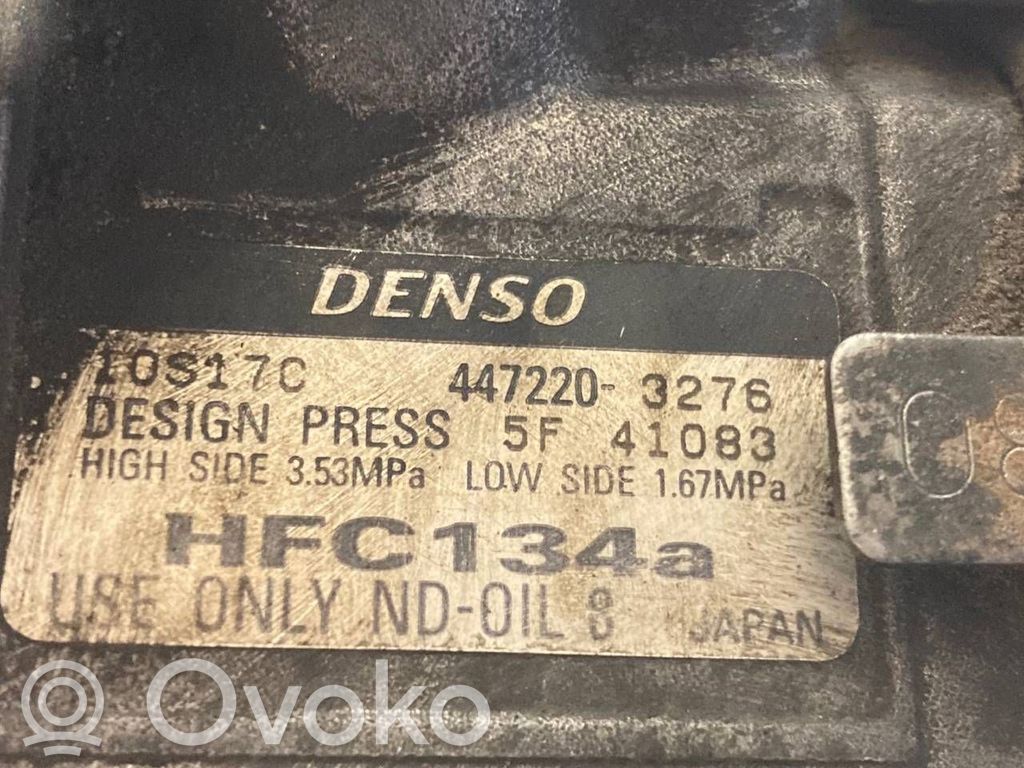 DENSO
10S17C 447220-3276
DESIGN PRESS 5F 41083
HIGH SIDE 3.53MPa LOW SIDE 1.67MPa
HFC134a
USE ONLY ND-OIL 8 JAPAN
Ovoko